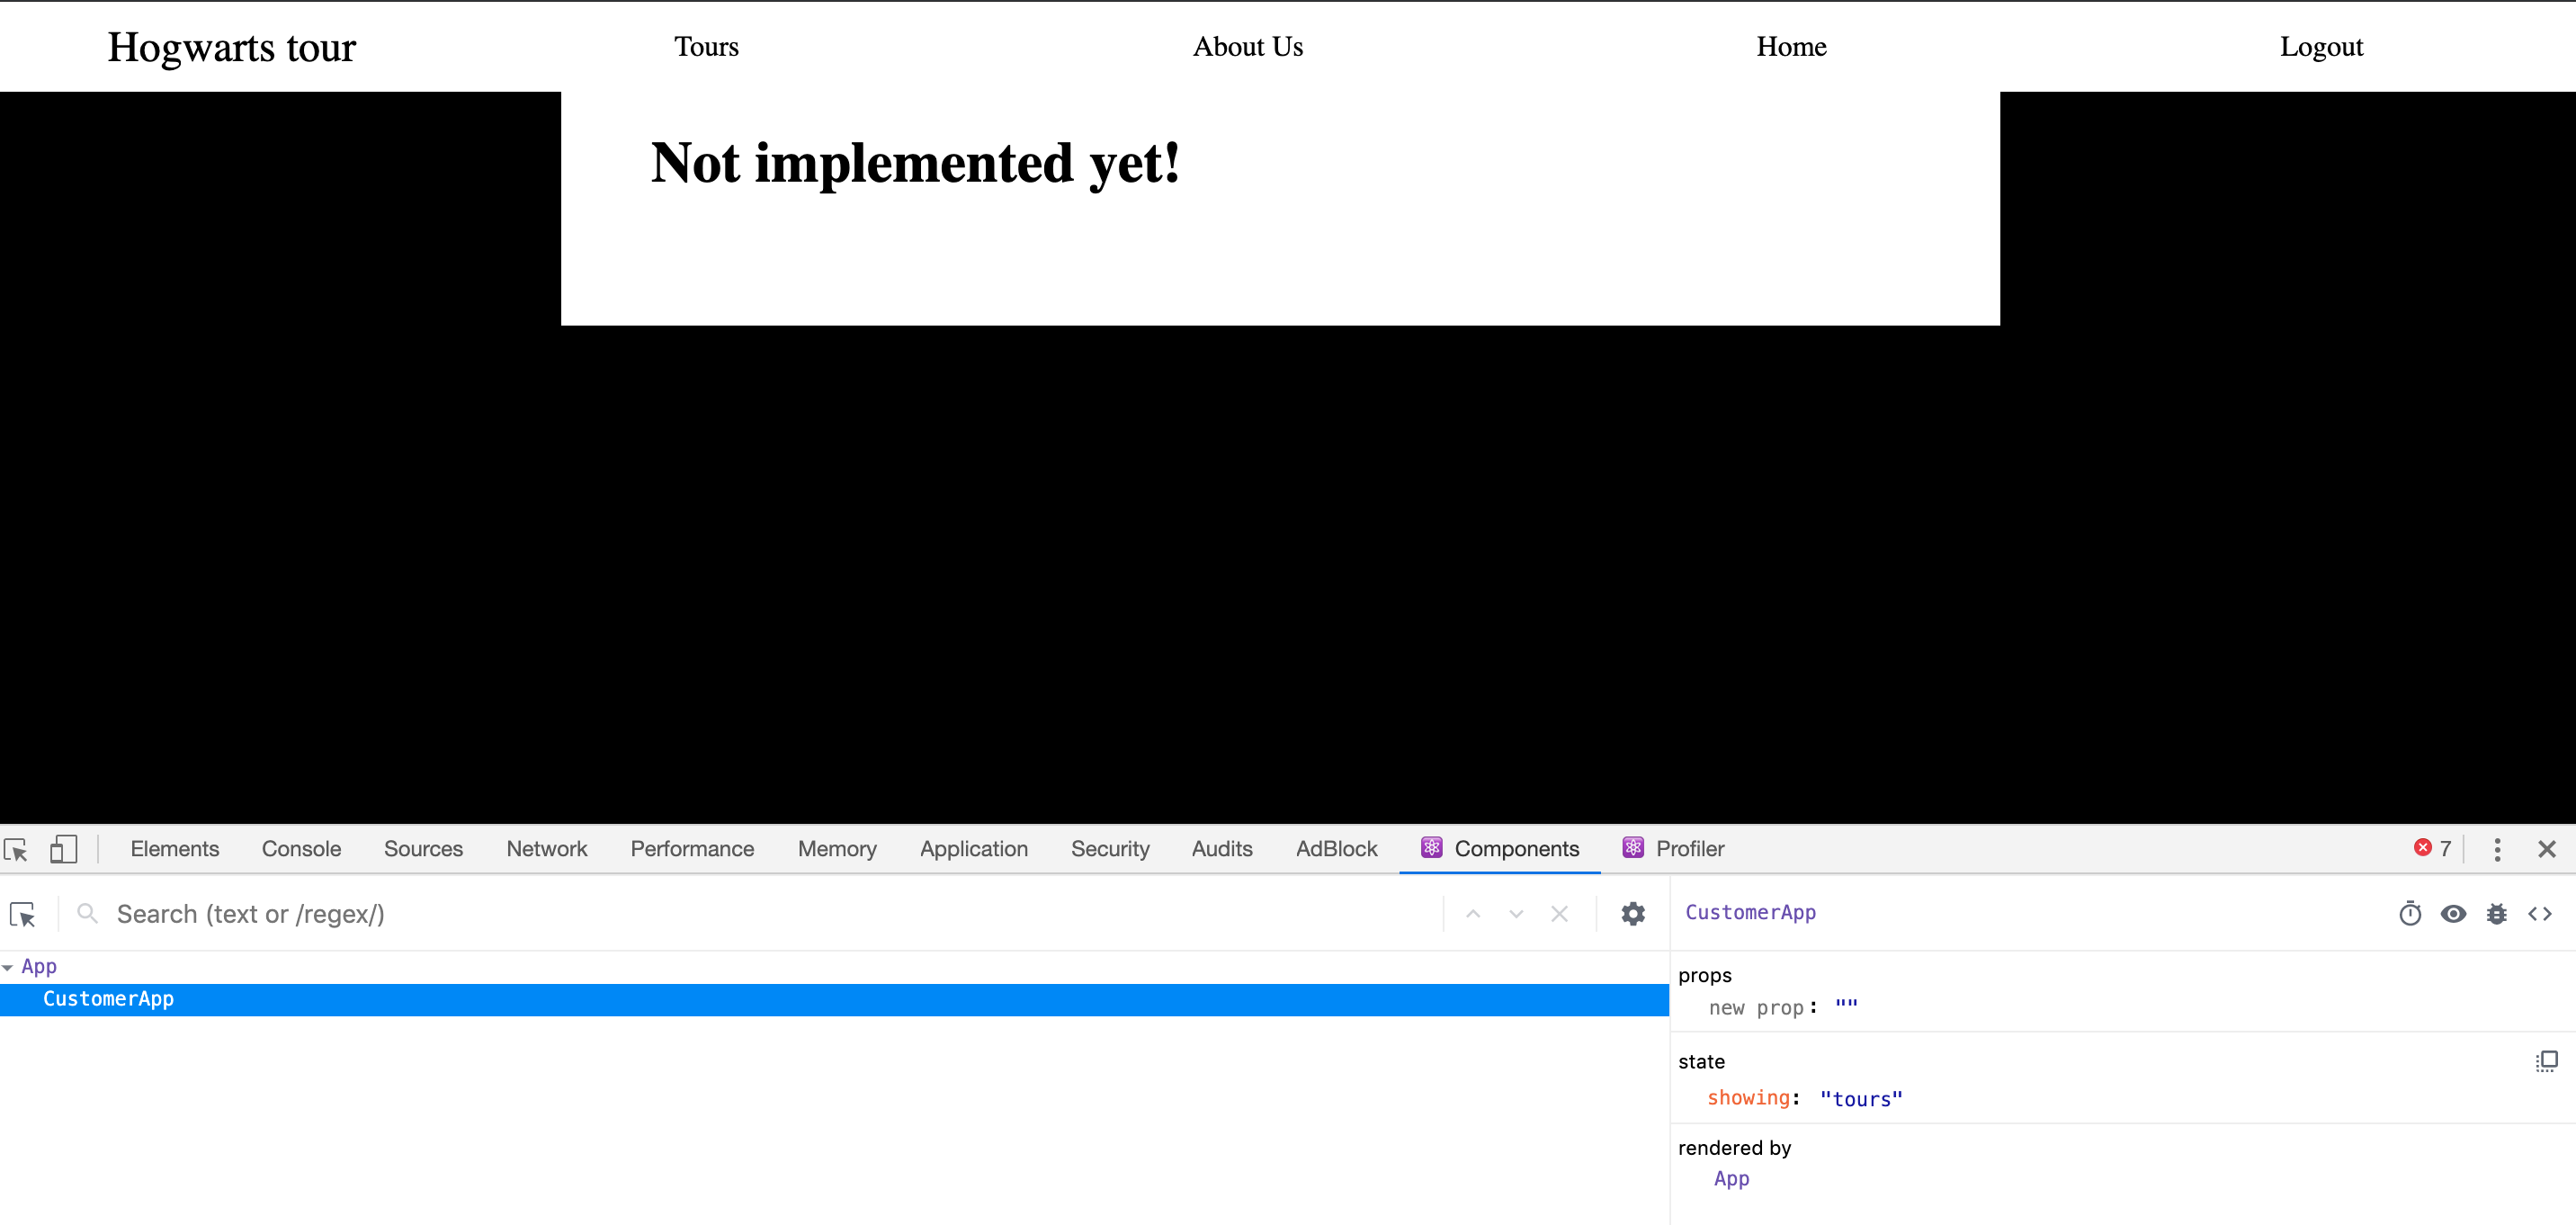 Hogwarts tour Tours About Us Home Logout
Not implemented yet!
Elements Console Sources Network Performance Memory Application Security Audits AdBlock Components Profiler 7
Search (text or /regex/)
CustomerApp
App
CustomerApp
props
new prop: ""
state
showing: "tours"
rendered by
App